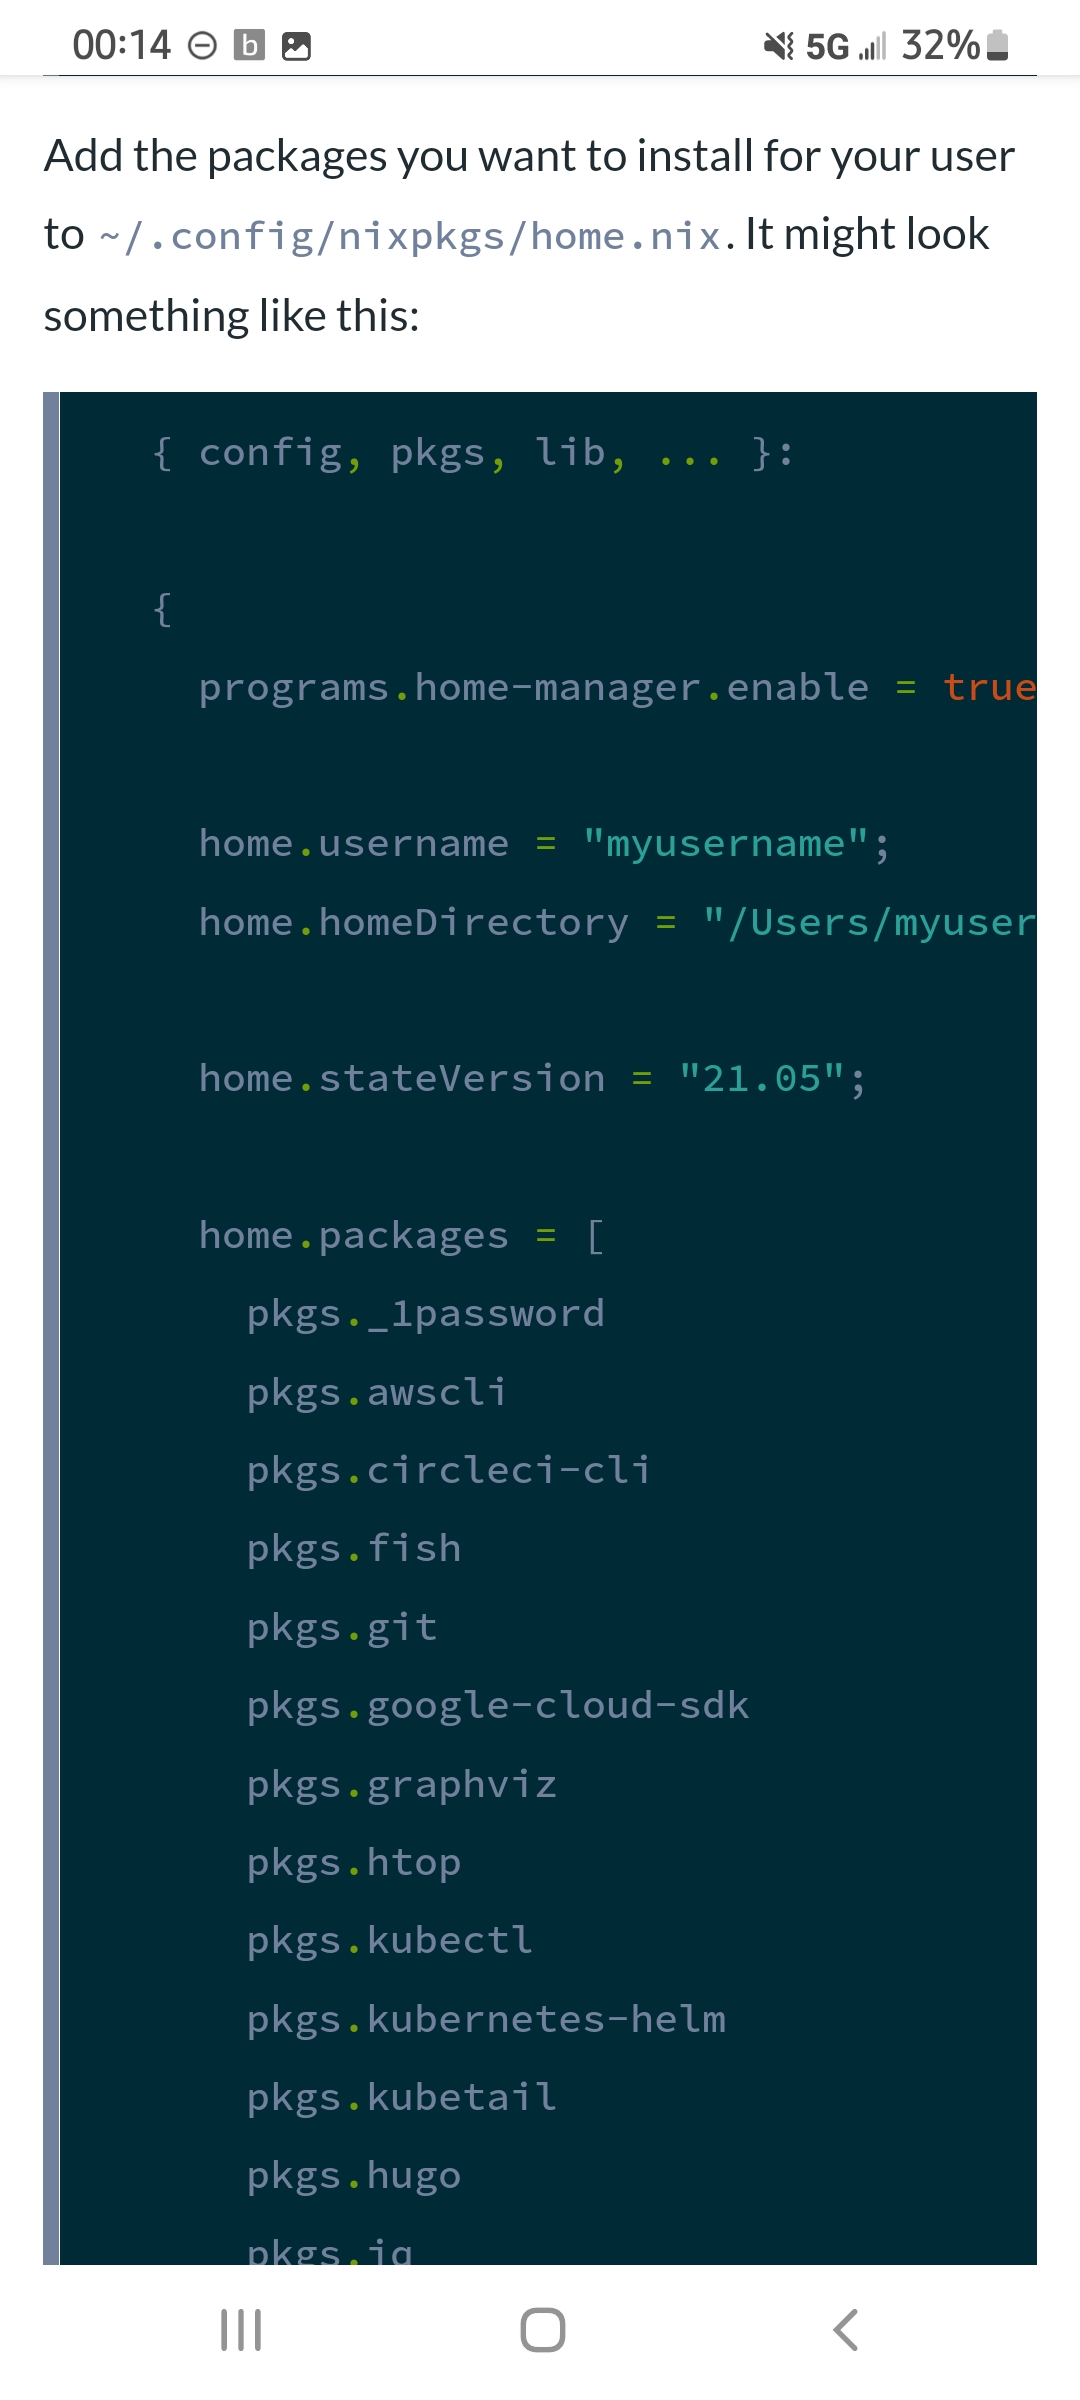 00:14 b 5G 32%
Add the packages you want to install for your user
to ~/.config/nixpkgs/home.nix. It might look
something like this:
{ config, pkgs, lib, ... }:
{
programs.home-manager.enable = true
home.username = "myusername";
home.homeDirectory = "/Users/myuser
home.stateVersion = "21.05";
home.packages = [
pkgs._1password
pkgs.awscli
pkgs.circleci-cli
pkgs.fish
pkgs.git
pkgs.google-cloud-sdk
pkgs.graphviz
pkgs.htop
pkgs.kubectl
pkgs.kubernetes-helm
pkgs.kubetail
pkgs.hugo
pkgs.jq